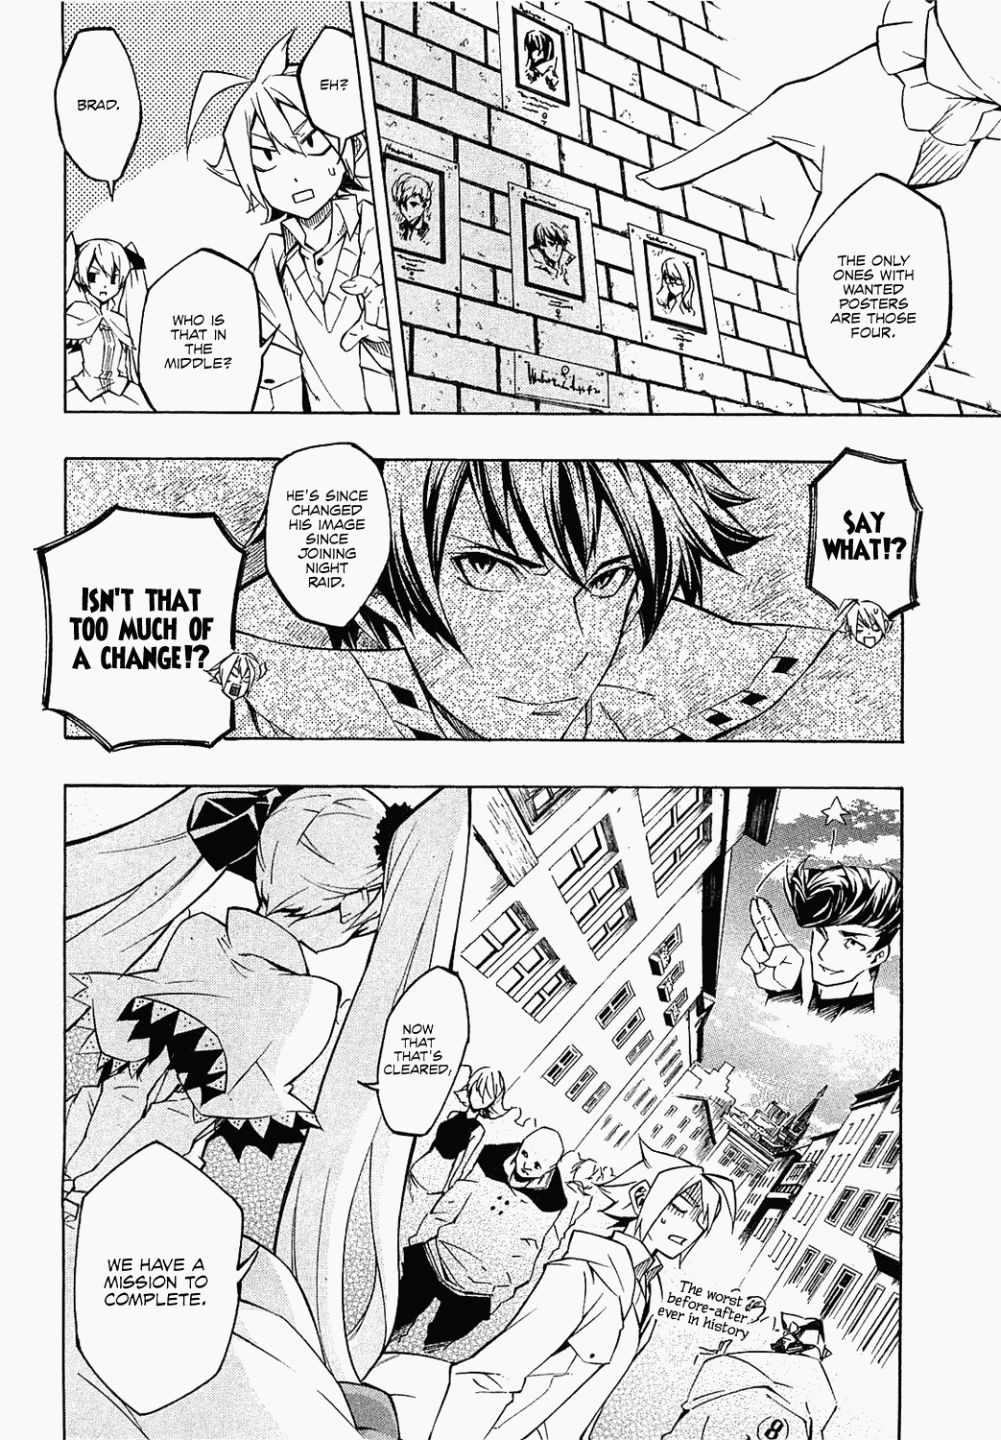 THE ONLY
ONES WITH
WANTED
POSTERS
ARE THOSE
FOUR.
EH?
WHO IS
THAT IN
THE
MIDDLE?
BRAD.
SAY
WHAT!?
HE'S SINCE
CHANGED
HIS IMAGE
SINCE
JOINING
NIGHT
RAID.
ISN'T THAT
TOO MUCH OF
A CHANGE!?
NOW
THAT
THAT'S
CLEARED,
The worst
before-after
ever in history
WE HAVE A
MISSION TO
COMPLETE.
8